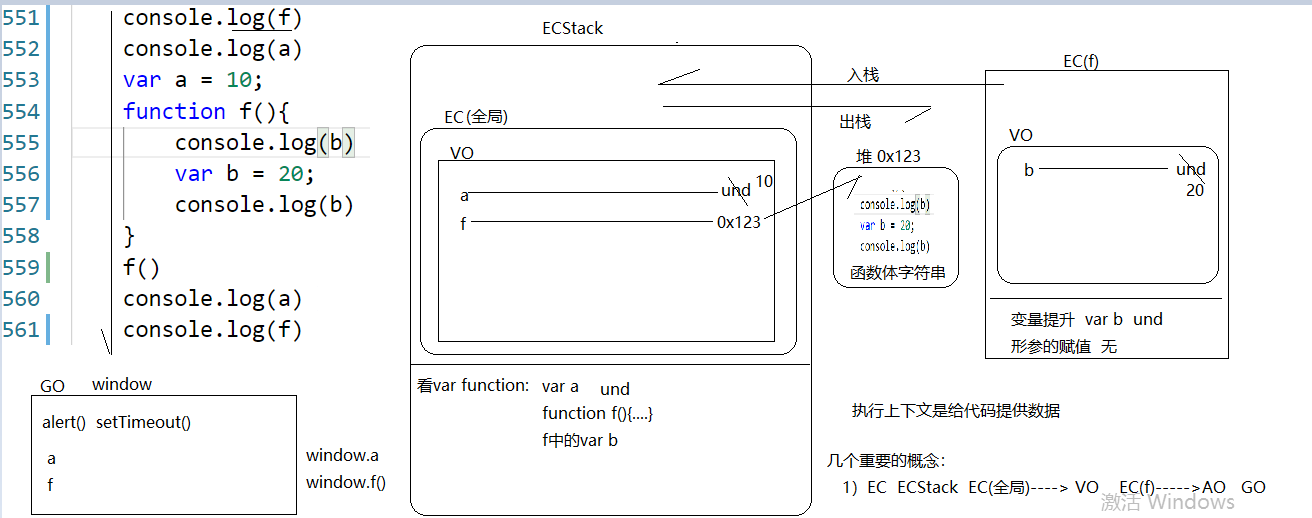 551 console.log(f)
552 console.log(a)
553 var a = 10;
554 function f(){
555 console.log(b)
556 var b = 20;
557 console.log(b)
558 }
559 f()
560 console.log(a)
561 console.log(f)
GO window
alert() setTimeout()
a
f
window.a
window.f()
ECStack
EC(全局)
VO
a und 10
f 0x123
看var function: var a und
function f(){....}
f中的var b
入栈
出栈
堆 0x123
console.log(b)
var b = 20;
console.log(b)
函数体字符串
EC(f)
VO
b und
20
变量提升 var b und
形参的赋值 无
执行上下文是给代码提供数据
几个重要的概念：
1）EC ECStack EC(全局)----> VO EC(f)----->AO GO
激活 Windows